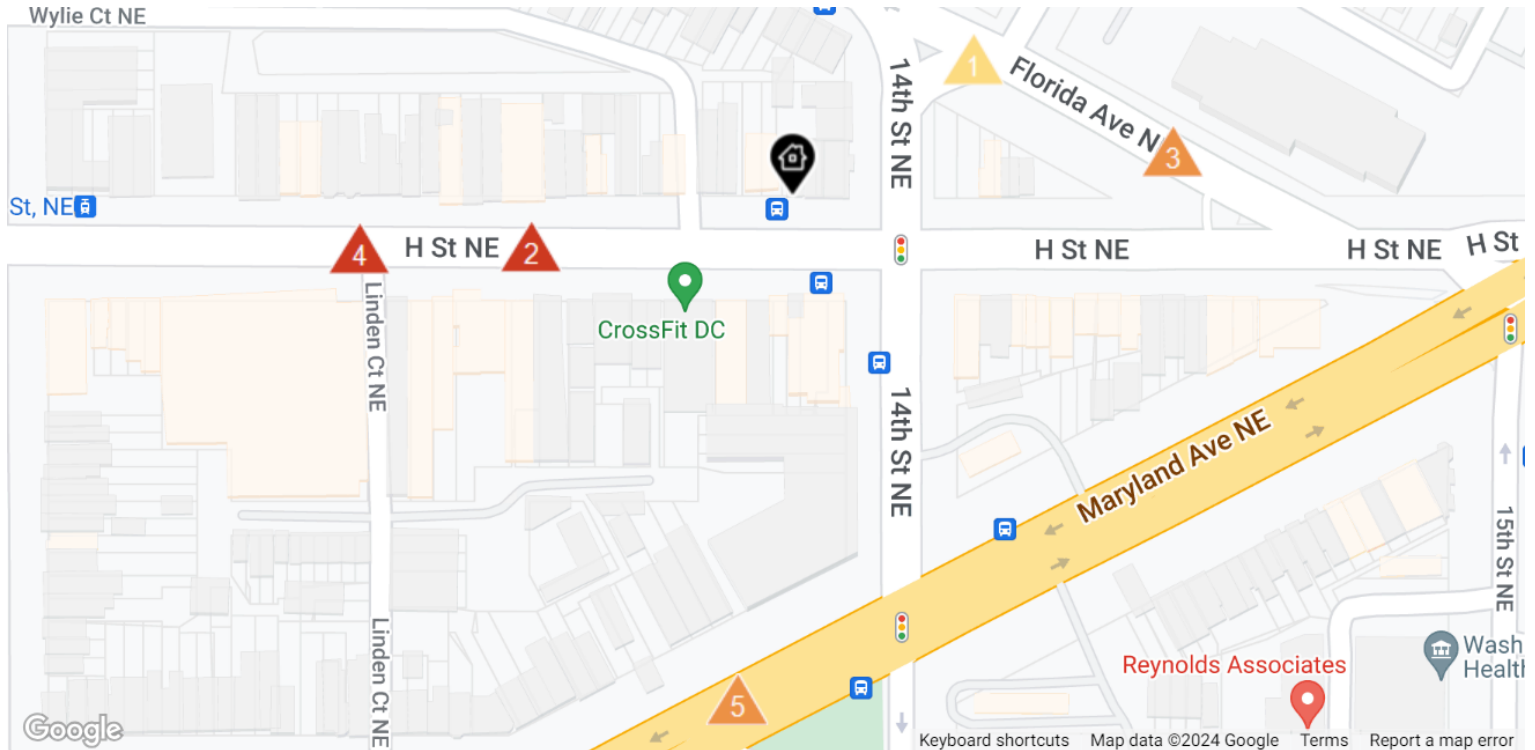 Wylie Ct NE
14th St NE
1
Florida Ave N
3
St, NE
4
H St NE
2
H St NE
H St NE
H St
Linden Ct NE
CrossFit DC
14th St NE
Maryland Ave NE
15th St NE
Linden Ct NE
Wash
Health
Reynolds Associates
5
Google
Keyboard shortcuts
Map data ©2024 Google
Terms
Report a map error